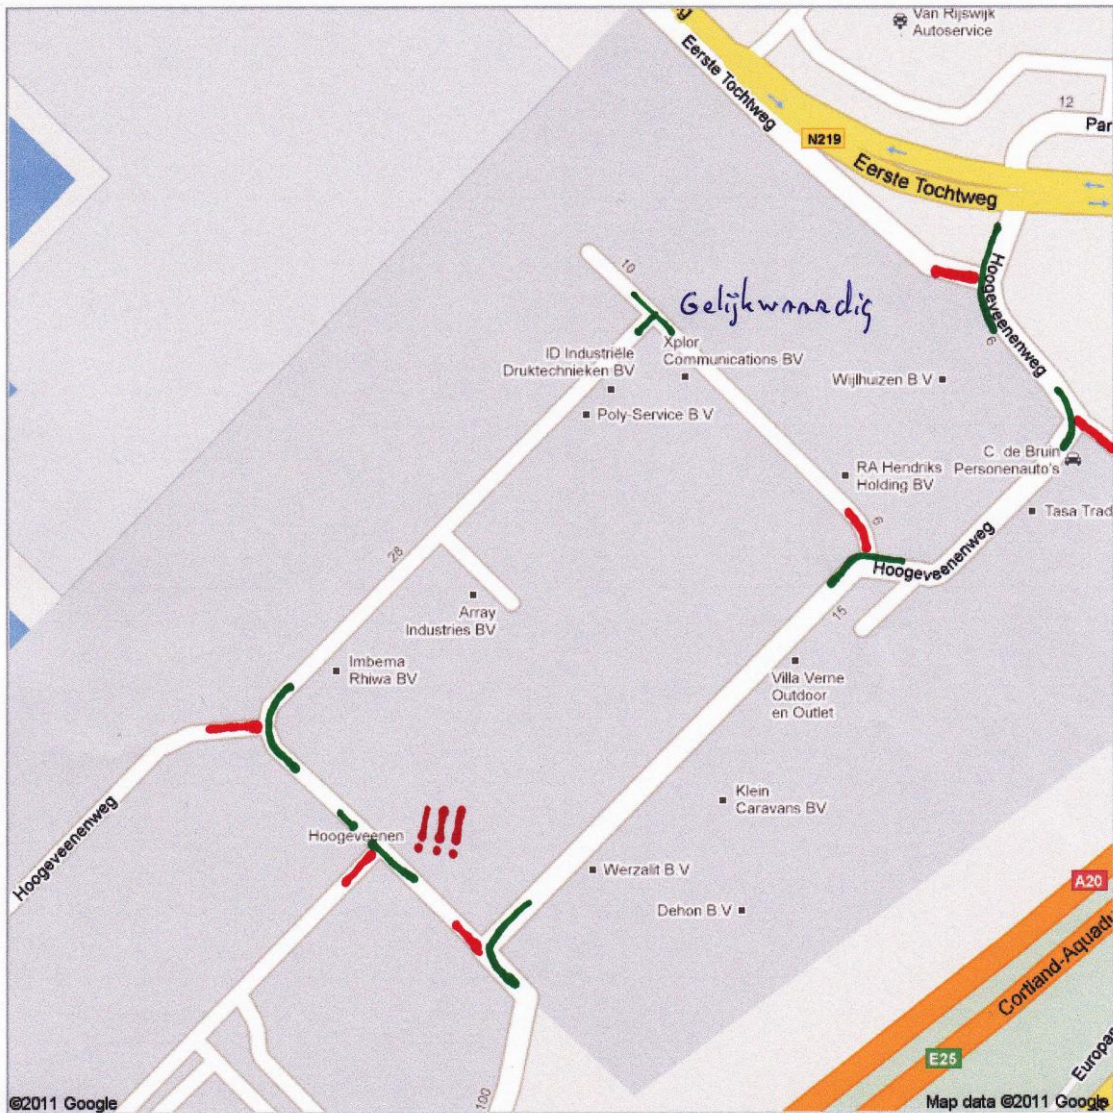 Van Rijswijk
Autoservice
Eerste Tochtweg
12
N219
Eerste Tochtweg
Hoogeveenenweg
10
Gelijkwaardig
ID Industriële
Druktechnieken BV
Xplor
Communications BV
6
Wijlhuizen B.V
Poly-Service B.V
C. de Bruin
Personenauto's
RA Hendriks
Holding BV
Tasa Trad
6
28
Hoogeveenenweg
Array
Industries BV
15
Imbema
Rhiwa BV
Villa Verne
Outdoor
en Outlet
Klein
Caravans BV
!!!
Hoogeveenen
Hoogeveenenweg
Werzalit B.V
Dehon B.V
A20
Cortland-Aquadu
E25
Europa
100
©2011 Google
Map data ©2011 Google